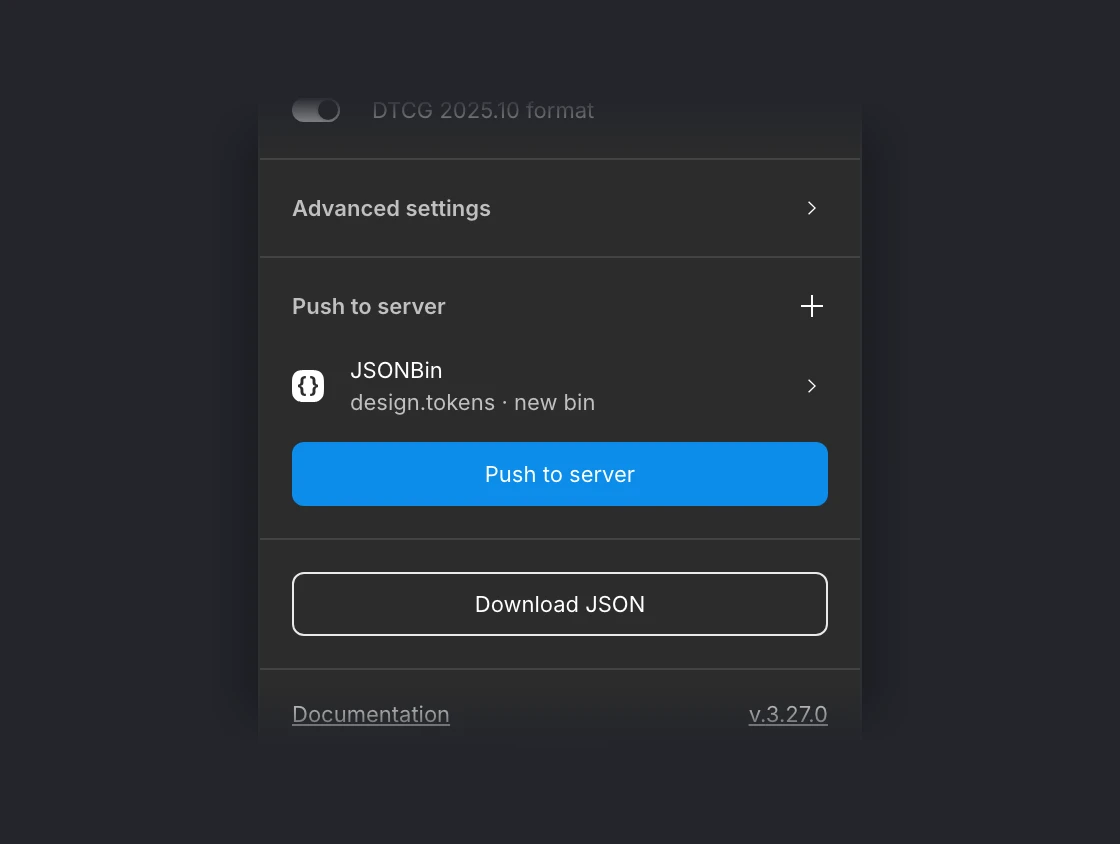 DTCG 2025.10 format
Advanced settings
Push to server
{}
JSONBin
design.tokens · new bin
Push to server
Download JSON
Documentation
v.3.27.0